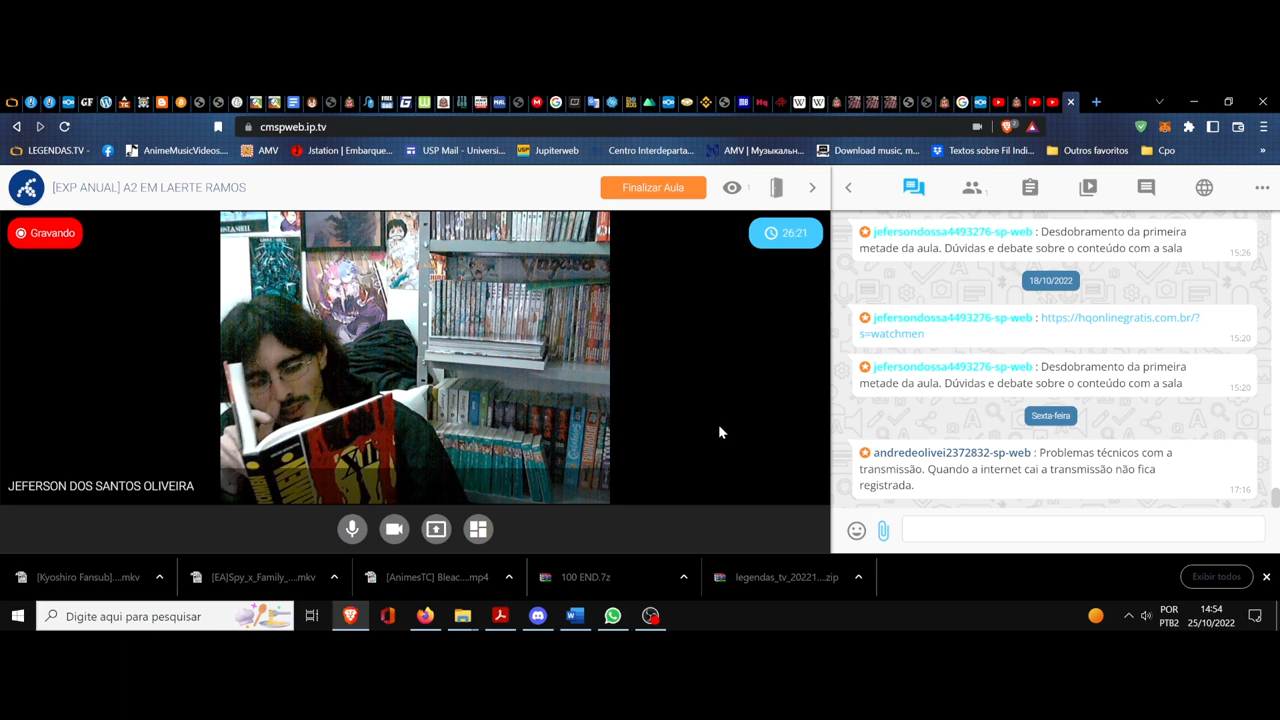 cmspweb.ip.tv
LEGENDAS.TV -
AnimeMusicVideos...
AMV
Jstation | Embarque...
USP Mail - Universi...
Jupiterweb
Centro Interdeparta...
AMV | Музыкальн...
Download music, m...
Textos sobre Fil Indi...
Outros favoritos
Cpo
»
[EXP ANUAL] A2 EM LAERTE RAMOS
Finalizar Aula
1
1
Gravando
26:21
JEFERSON DOS SANTOS OLIVEIRA
jefersondossa4493276-sp-web : Desdobramento da primeira
metade da aula. Dúvidas e debate sobre o conteúdo com a sala
15:26
18/10/2022
jefersondossa4493276-sp-web : https://hqonlinegratis.com.br/?
s=watchmen
15:20
jefersondossa4493276-sp-web : Desdobramento da primeira
metade da aula. Dúvidas e debate sobre o conteúdo com a sala
15:20
Sexta-feira
andredeolivei2372832-sp-web : Problemas técnicos com a
transmissão. Quando a internet cai a transmissão não fica
registrada.
17:16
[Kyoshiro Fansub]....mkv
[EA]Spy_x_Family_....mkv
[AnimesTC] Bleac....mp4
100 END.7z
legendas_tv_20221....zip
Exibir todos
Digite aqui para pesquisar
POR
PTB2
14:54
25/10/2022